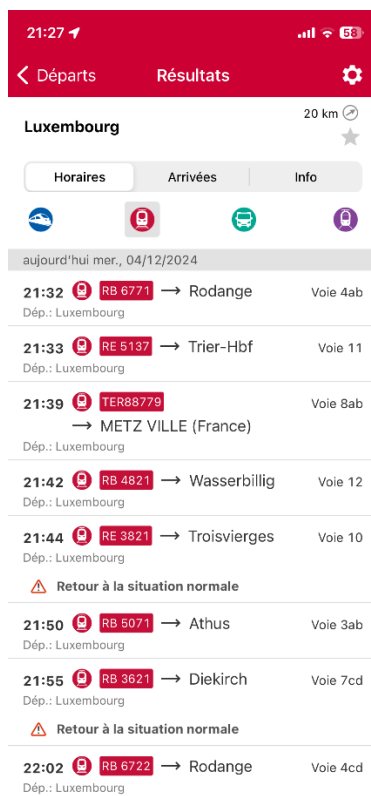 21:27 58
Départs Résultats
20 km
Luxembourg
Horaires Arrivées Info
aujourd'hui mer., 04/12/2024
21:32 RB 6771 → Rodange Voie 4ab
Dép.: Luxembourg
21:33 RE 5137 → Trier-Hbf Voie 11
Dép.: Luxembourg
21:39 TER88779 Voie 8ab
→ METZ VILLE (France)
Dép.: Luxembourg
21:42 RB 4821 → Wasserbillig Voie 12
Dép.: Luxembourg
21:44 RE 3821 → Troisvierges Voie 10
Dép.: Luxembourg
Retour à la situation normale
21:50 RB 5071 → Athus Voie 3ab
Dép.: Luxembourg
21:55 RB 3621 → Diekirch Voie 7cd
Dép.: Luxembourg
Retour à la situation normale
22:02 RB 6722 → Rodange Voie 4cd
Dép.: Luxembourg